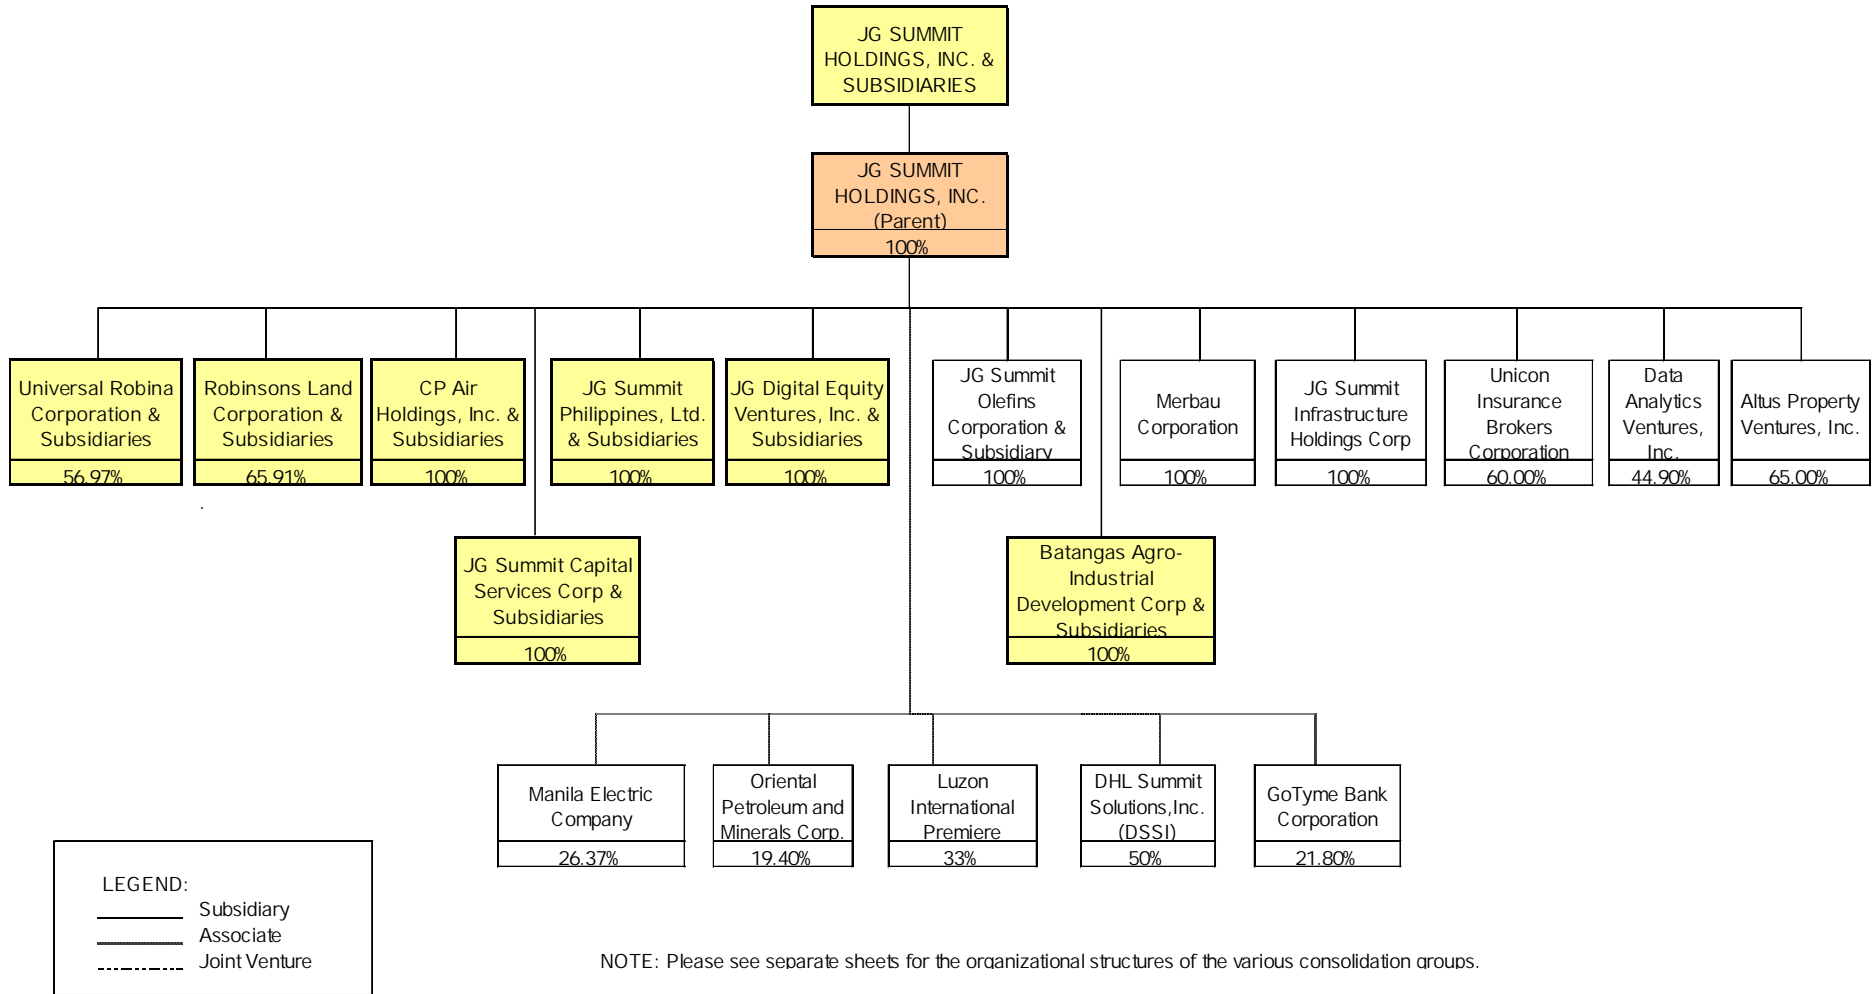 JG SUMMIT
HOLDINGS, INC. &
SUBSIDIARIES
JG SUMMIT
HOLDINGS, INC.
(Parent)
100%
Universal Robina
Corporation &
Subsidiaries
56.97%
Robinsons Land
Corporation &
Subsidiaries
65.91%
CP Air
Holdings, Inc. &
Subsidiaries
100%
JG Summit
Philippines, Ltd.
& Subsidiaries
100%
JG Digital Equity
Ventures, Inc. &
Subsidiaries
100%
JG Summit
Olefins
Corporation &
Subsidiary
100%
Merbau
Corporation
100%
JG Summit
Infrastructure
Holdings Corp
100%
Unicon
Insurance
Brokers
Corporation
60.00%
Data
Analytics
Ventures,
Inc.
44.90%
Altus Property
Ventures, Inc.
65.00%
JG Summit Capital
Services Corp &
Subsidiaries
100%
Batangas Agro-
Industrial
Development Corp &
Subsidiaries
100%
Manila Electric
Company
26.37%
Oriental
Petroleum and
Minerals Corp.
19.40%
Luzon
International
Premiere
33%
DHL Summit
Solutions,Inc.
(DSSI)
50%
GoTyme Bank
Corporation
21.80%
LEGEND:
Subsidiary
Associate
Joint Venture
NOTE: Please see separate sheets for the organizational structures of the various consolidation groups.